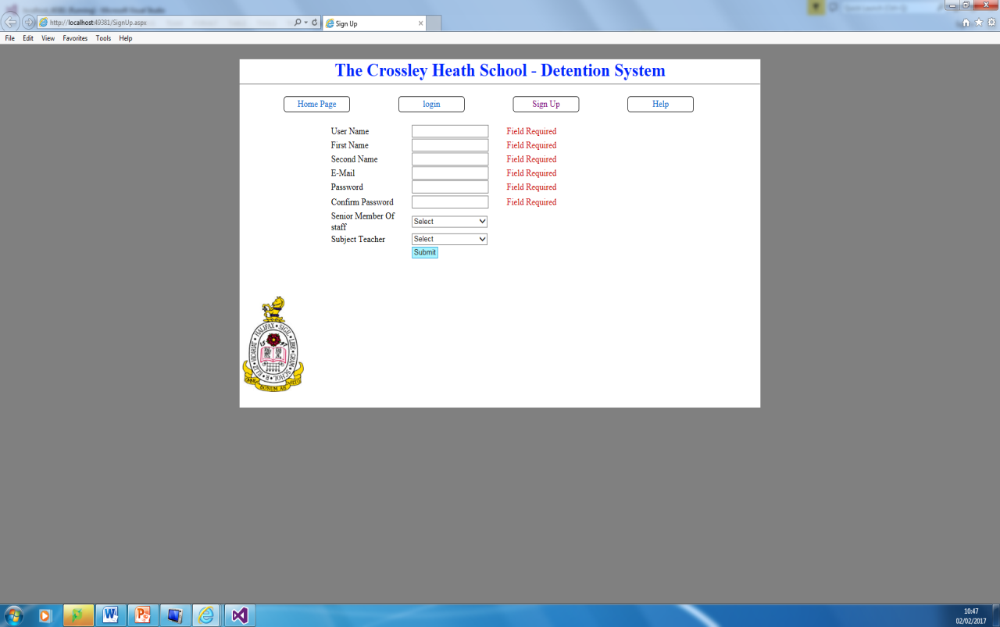 http://localhost:49381/SignUp.aspx
Sign Up
File Edit View Favorites Tools Help
The Crossley Heath School - Detention System
Home Page login Sign Up Help
User Name Field Required
First Name Field Required
Second Name Field Required
E-Mail Field Required
Password Field Required
Confirm Password Field Required
Senior Member Of
staff Select
Subject Teacher Select
Submit
HALIFAX
BONUM AB
10:47
02/02/2017